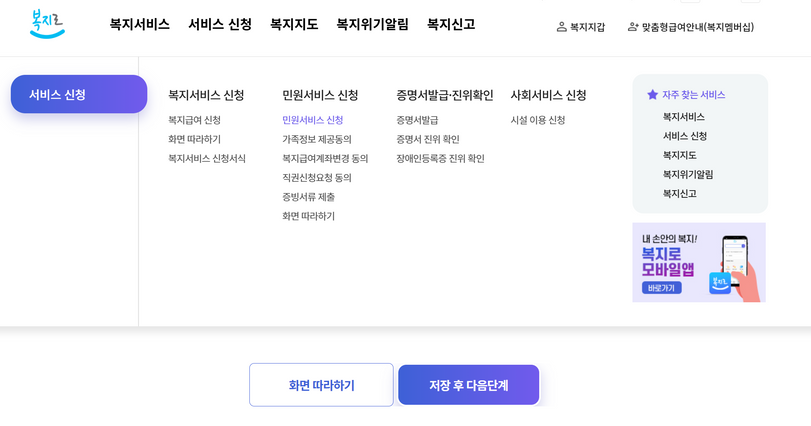 복지로
복지서비스 서비스 신청 복지지도 복지위기알림 복지신고
복지지갑 맞춤형급여안내(복지멤버십)
서비스 신청
복지서비스 신청
복지급여 신청
화면 따라하기
복지서비스 신청서식
민원서비스 신청
민원서비스 신청
가족정보 제공동의
복지급여계좌변경 동의
직권신청요청 동의
증빙서류 제출
화면 따라하기
증명서발급·진위확인
증명서발급
증명서 진위 확인
장애인등록증 진위 확인
사회서비스 신청
시설 이용 신청
자주 찾는 서비스
복지서비스
서비스 신청
복지지도
복지위기알림
복지신고
내 손안의 복지!
복지로
모바일앱
바로가기
복지로
화면 따라하기
저장 후 다음단계